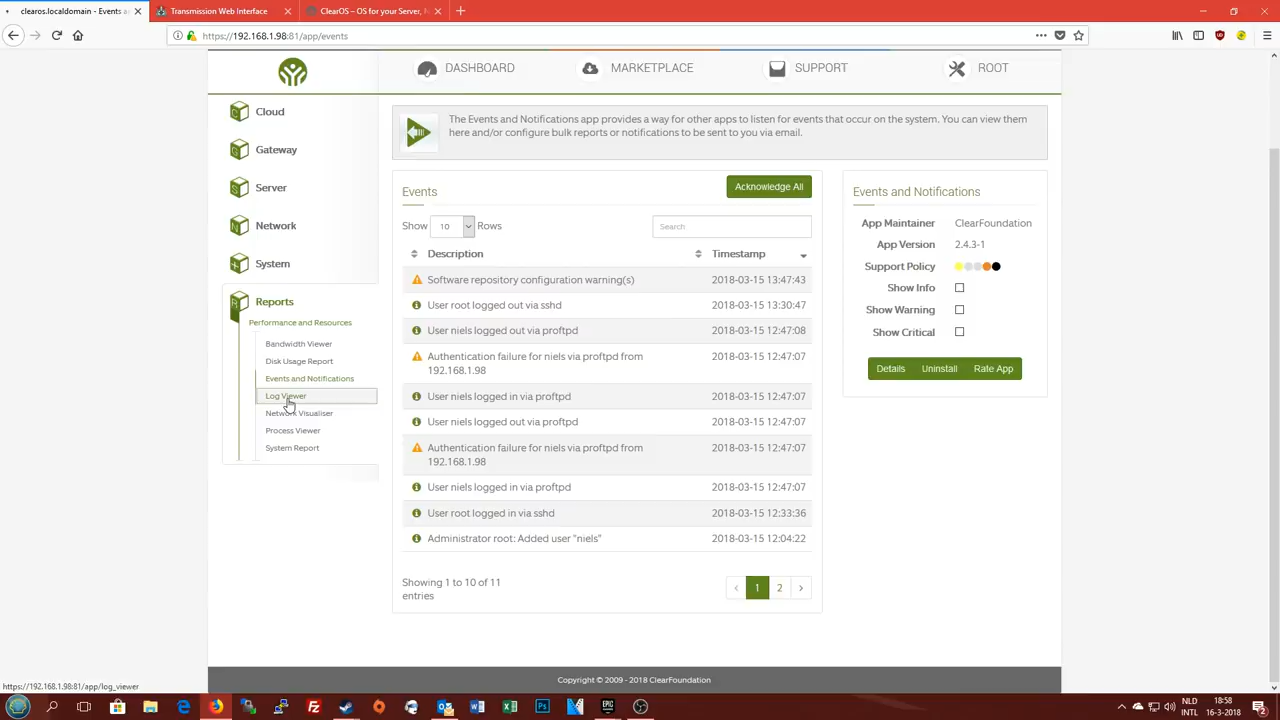 clearos.localdomain - Events a
Transmission Web Interface
ClearOS – OS for your Server, N
https://192.168.1.98:81/app/events
DASHBOARD
MARKETPLACE
SUPPORT
ROOT
Cloud
Gateway
Server
Network
System
Reports
Performance and Resources
Bandwidth Viewer
Disk Usage Report
Events and Notifications
Log Viewer
Network Visualiser
Process Viewer
System Report
The Events and Notifications app provides a way for other apps to listen for events that occur on the system. You can view them
here and/or configure bulk reports or notifications to be sent to you via email.
Events
Acknowledge All
Show 10 Rows
Search
Description Timestamp
Software repository configuration warning(s) 2018-03-15 13:47:43
User root logged out via sshd 2018-03-15 13:30:47
User niels logged out via proftpd 2018-03-15 12:47:08
Authentication failure for niels via proftpd from 2018-03-15 12:47:07
192.168.1.98
User niels logged in via proftpd 2018-03-15 12:47:07
User niels logged out via proftpd 2018-03-15 12:47:07
Authentication failure for niels via proftpd from 2018-03-15 12:47:07
192.168.1.98
User niels logged in via proftpd 2018-03-15 12:47:07
User root logged in via sshd 2018-03-15 12:33:36
Administrator root: Added user "niels" 2018-03-15 12:04:22
Showing 1 to 10 of 11
entries
‹ 1 2 ›
Events and Notifications
App Maintainer ClearFoundation
App Version 2.4.3-1
Support Policy
Show Info
Show Warning
Show Critical
Details Uninstall Rate App
Copyright © 2009 - 2018 ClearFoundation
https://192.168.1.98:81/app/log_viewer
NLD
INTL
18:58
16-3-2018